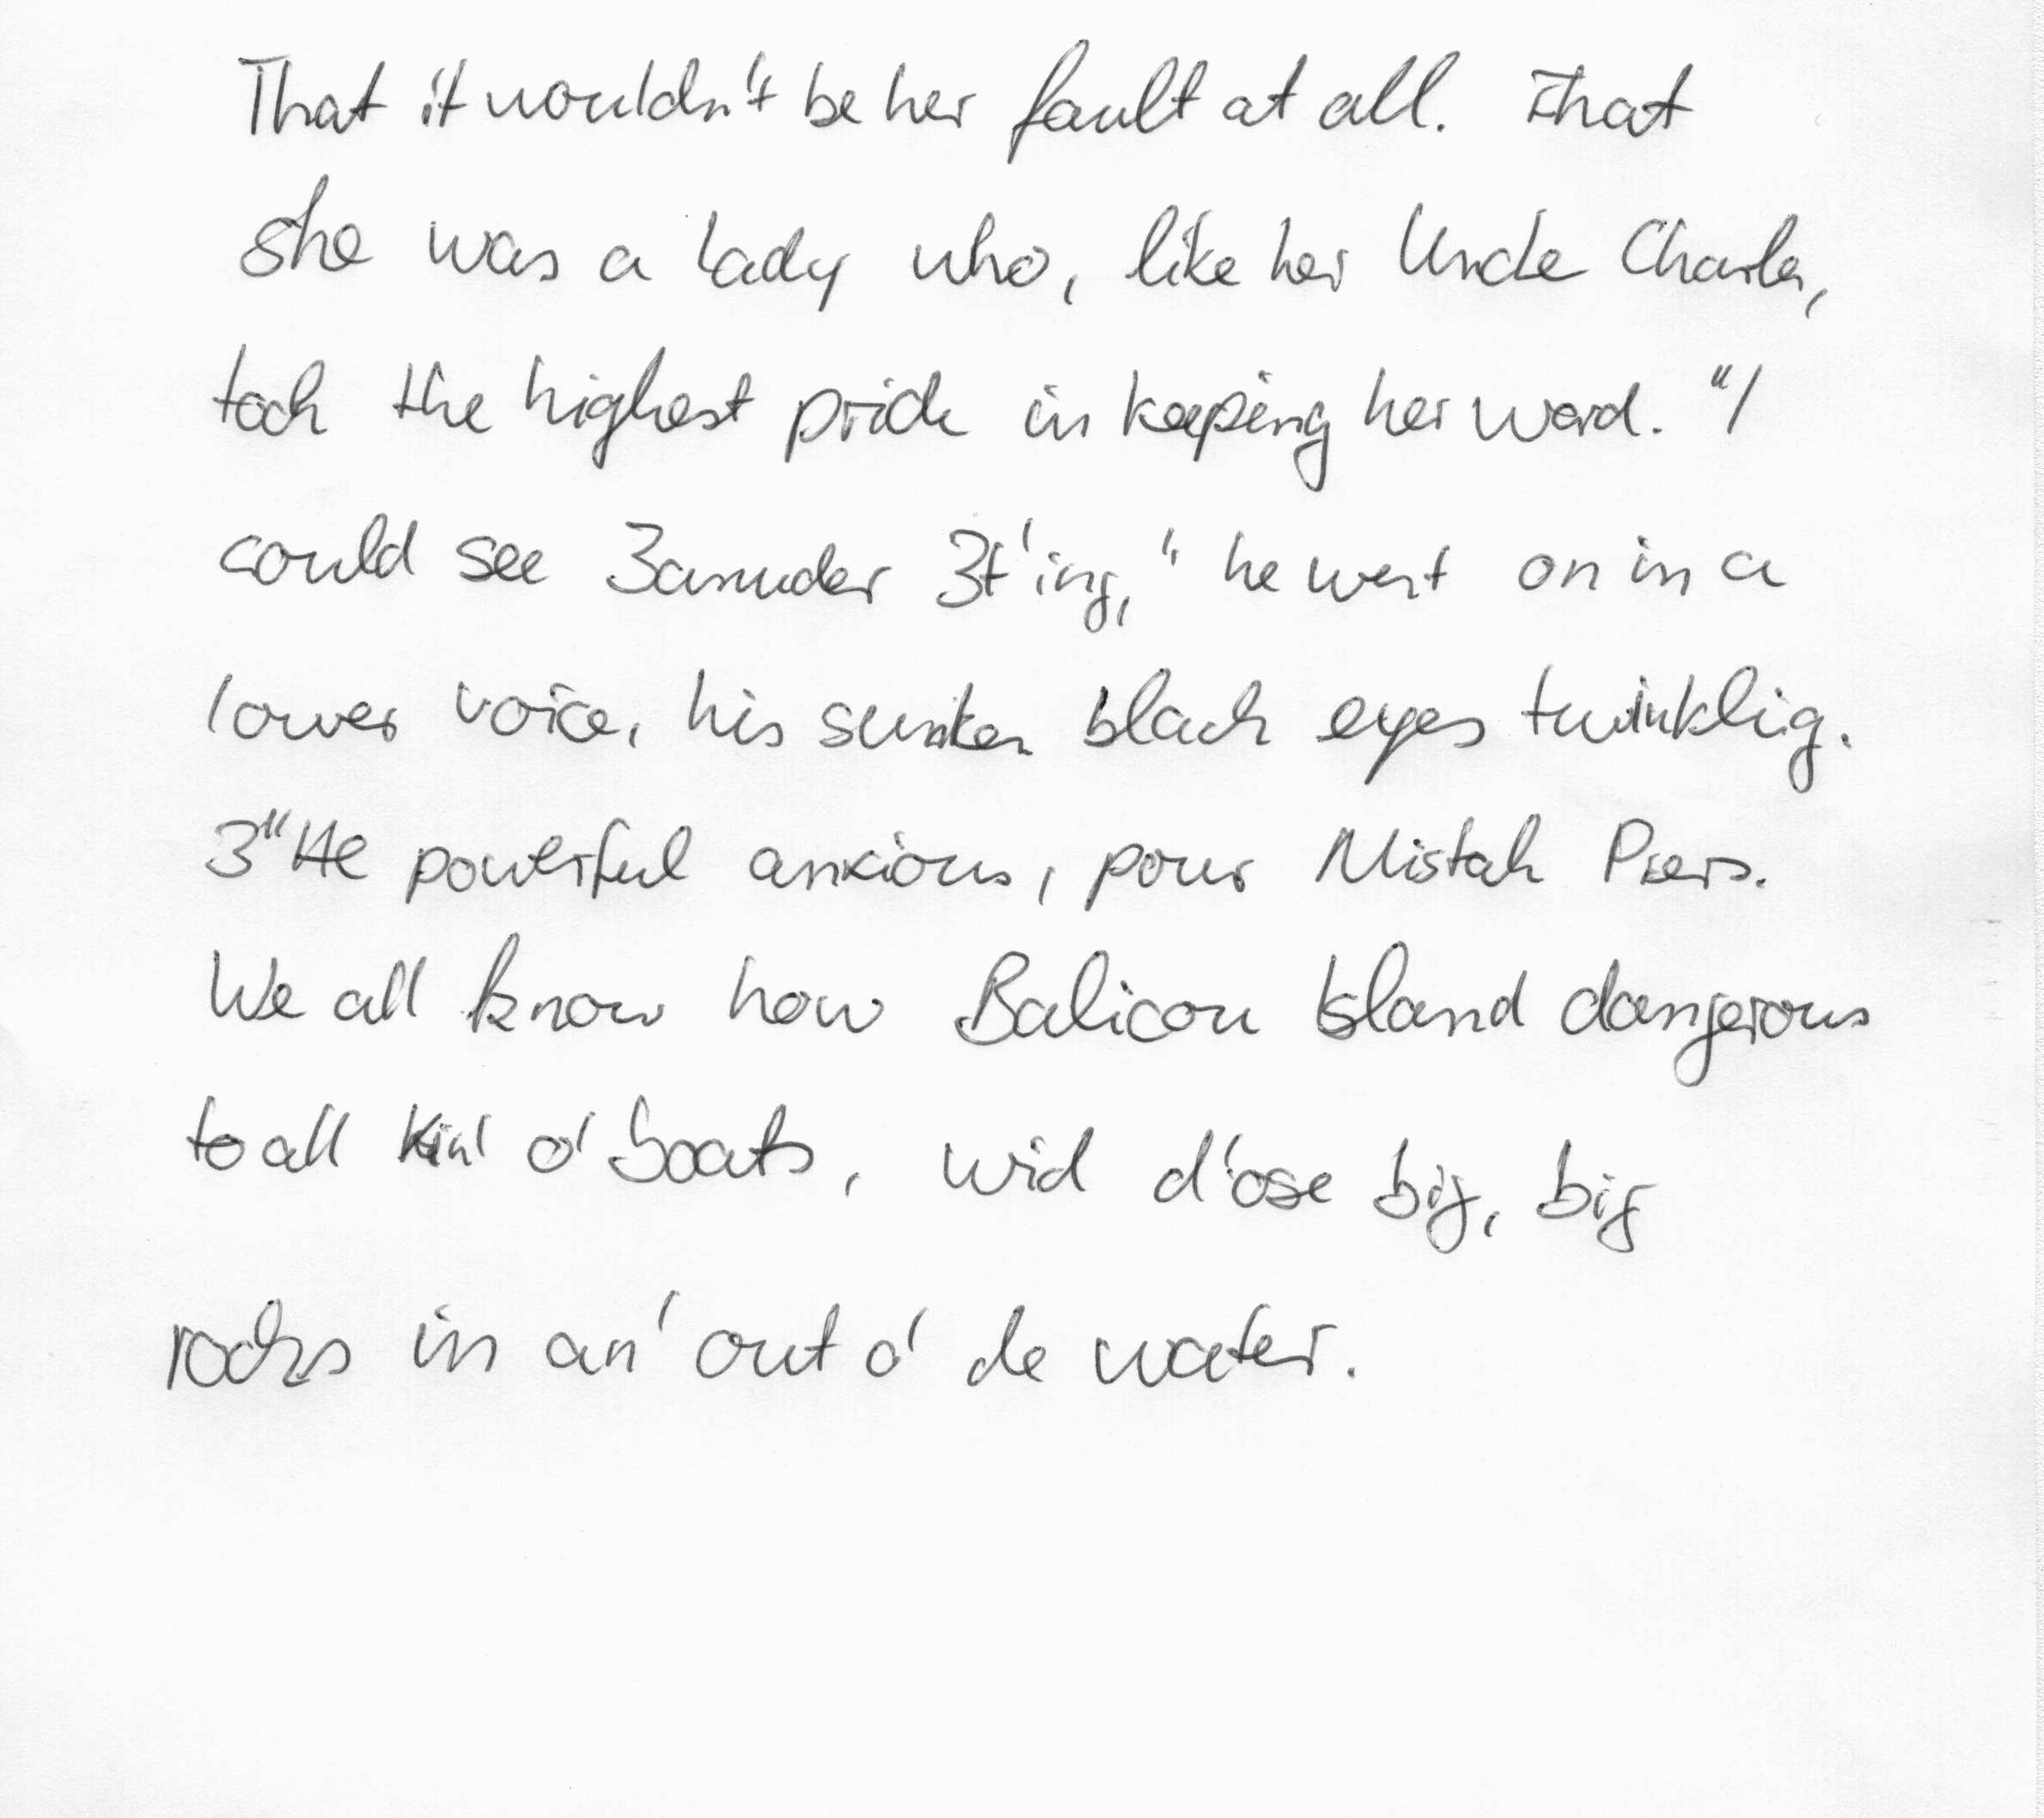 That it wouldn't be her fault at all. That
she was a lady who, like her Uncle Charles,
took the highest pride in keeping her word. "I
could see 3anuder 3t'ing," he went on in a
lower voice, his sunken black eyes twinklig.
3"He powerful anxious, pour Mistah Piers.
We all know how Balicou Island dangerous
to all kin' o' boats, wid d'ose big, big
rocks in an' out o' de water.